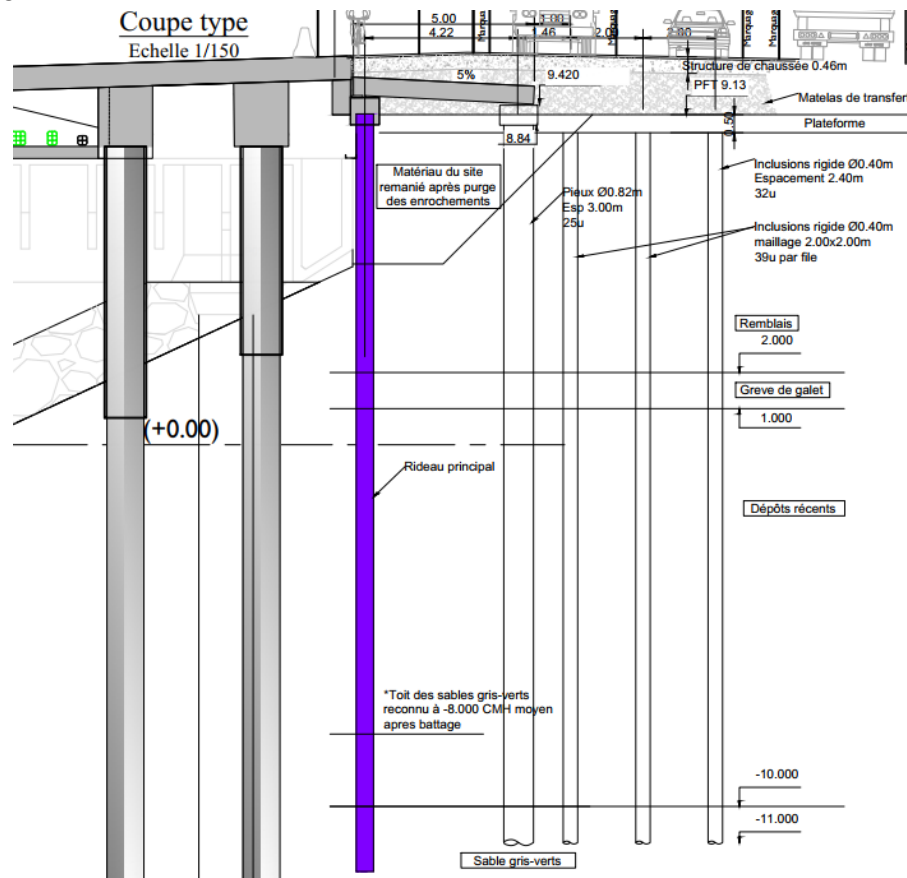 Coupe type
Echelle 1/150
5.00
1.00
4.22
1.46
2.00
2.00
Marquag
Marquag
Marquag
Structure de chaussée 0.46m
5%
9.420
PFT 9.13
Matelas de transfert
Plateforme
0.50
8.84
Matériau du site
remanié après purge
des enrochements
Pieux Ø0.82m
Esp 3.00m
25u
Inclusions rigide Ø0.40m
Espacement 2.40m
32u
Inclusions rigide Ø0.40m
maillage 2.00x2.00m
39u par file
Remblais
2.000
Greve de galet
1.000
(+0.00)
Rideau principal
Dépôts récents
*Toit des sables gris-verts
reconnu à -8.000 CMH moyen
apres battage
-10.000
-11.000
Sable gris-verts